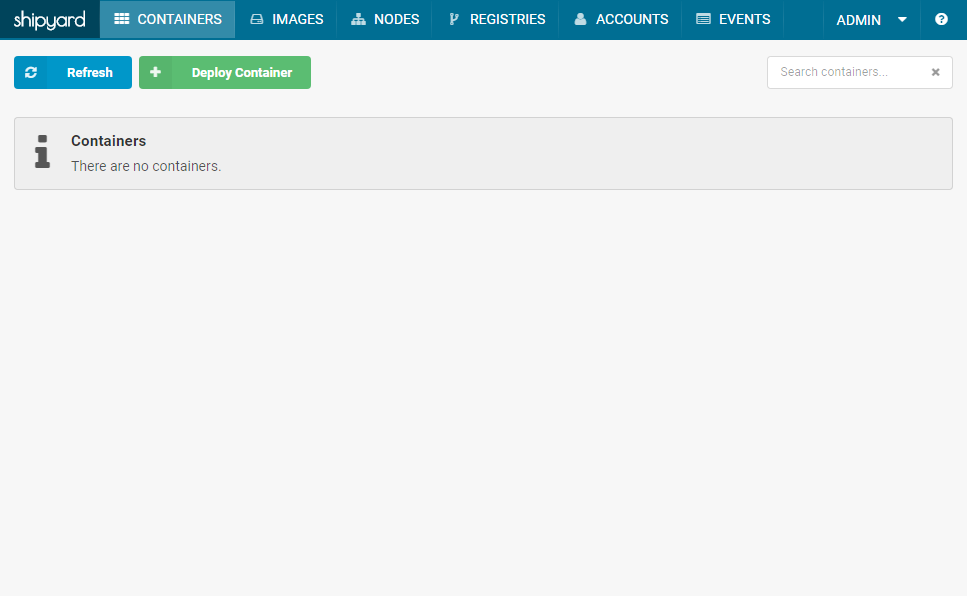 shipyard CONTAINERS IMAGES NODES REGISTRIES ACCOUNTS EVENTS ADMIN
Refresh Deploy Container Search containers...
Containers
There are no containers.